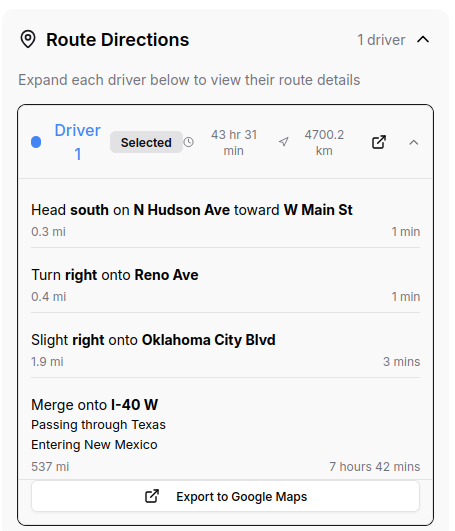 Route Directions
1 driver
Expand each driver below to view their route details
Driver
1
Selected
43 hr 31
min
4700.2
km
Head south on N Hudson Ave toward W Main St
0.3 mi
1 min
Turn right onto Reno Ave
0.4 mi
1 min
Slight right onto Oklahoma City Blvd
1.9 mi
3 mins
Merge onto I-40 W
Passing through Texas
Entering New Mexico
537 mi
7 hours 42 mins
Export to Google Maps